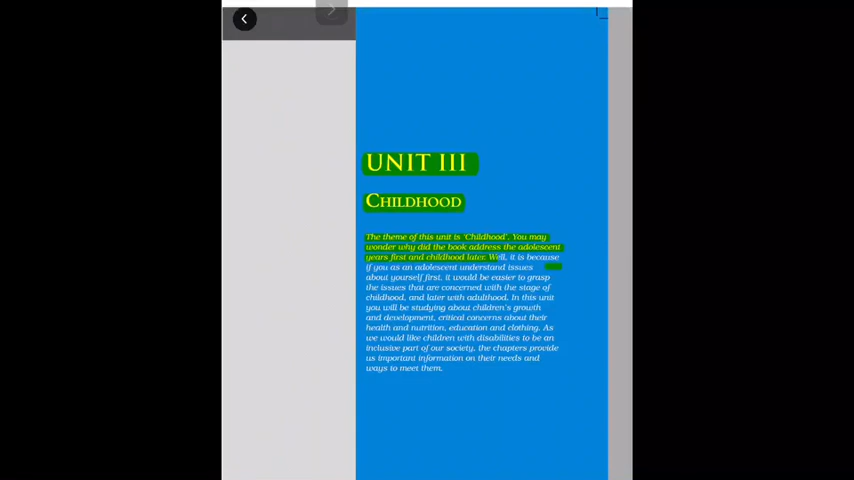 UNIT III
CHILDHOOD
The theme of this unit is 'Childhood'. You may
wonder why did the book address the adolescent
years first and childhood later. Well, it is because
if you as an adolescent understand issues
about yourself first, it would be easier to grasp
the issues that are concerned with the stage of
childhood, and later with adulthood. In this unit
you will be studying about children's growth
and development, critical concerns about their
health and nutrition, education and clothing. As
we would like children with disabilities to be an
inclusive part of our society, the chapters provide
us important information on their needs and
ways to meet them.